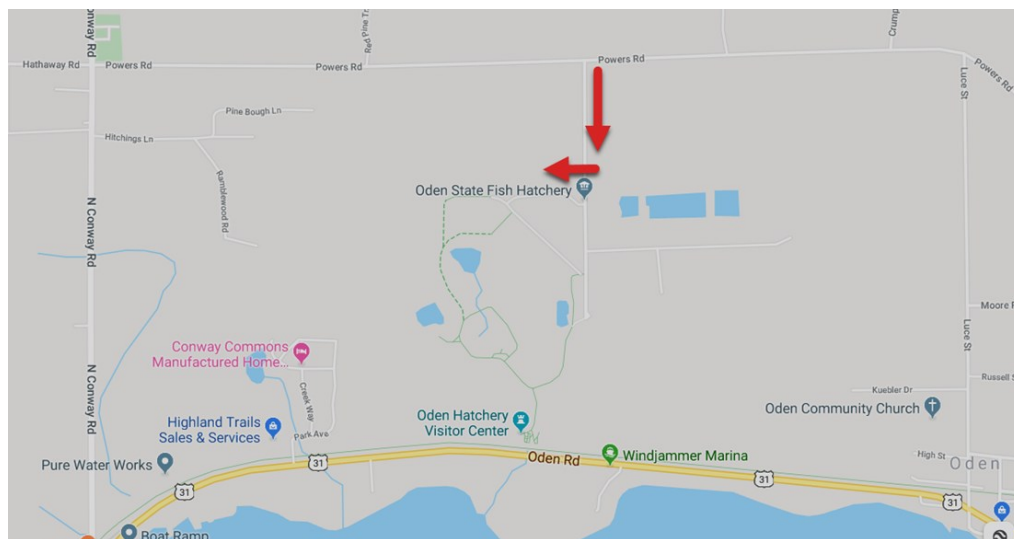 N Conway Rd
Red Pine Tr
Crump
Hathaway Rd
Powers Rd
Powers Rd
Powers Rd
Powers Rd
Luce St
Pine Bough Ln
Hitchings Ln
Ramblewood Rd
Oden State Fish Hatchery
N Conway Rd
Moore R
Luce St
Conway Commons
Manufactured Home...
Russell S
N Conway Rd
Creek Way
Kuebler Dr
Oden Community Church
Oden Hatchery
Visitor Center
Highland Trails
Sales & Services
Park Ave
Windjammer Marina
High St
Oden
Oden Rd
Pure Water Works
31
31
31
31
Boat Ramp